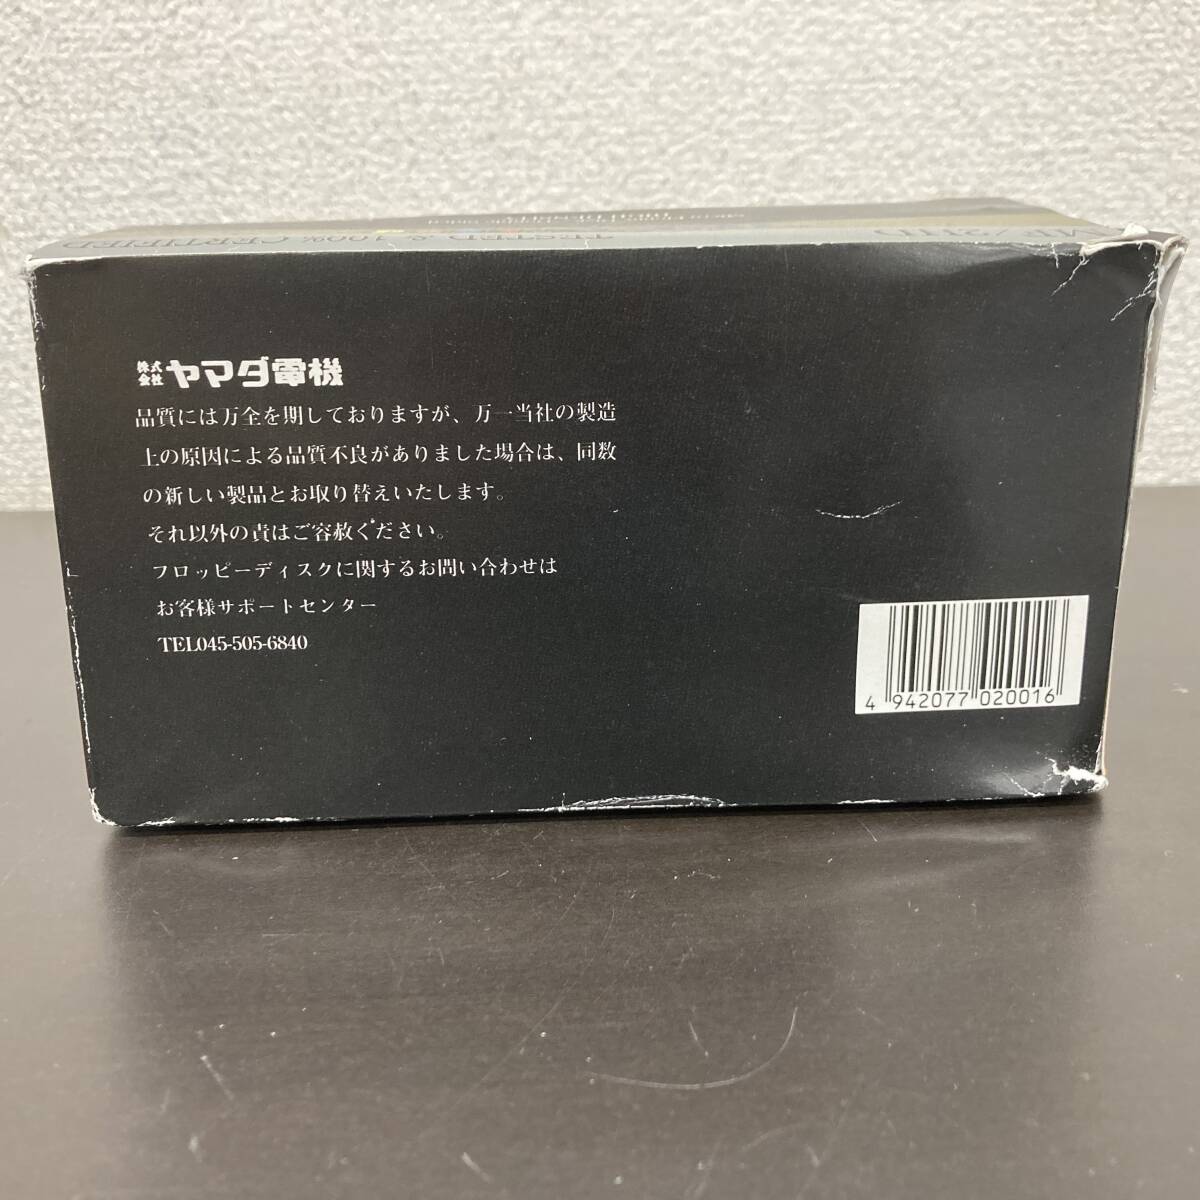 TESTED & 100% CERTIFIED
株式会社 ヤマダ電機
品質には万全を期しておりますが、万一当社の製造
上の原因による品質不良がありました場合は、同数
の新しい製品とお取り替えいたします。
それ以外の責はご容赦ください。
フロッピーディスクに関するお問い合わせは
お客様サポートセンター
TEL045-505-6840
4 942077 020016